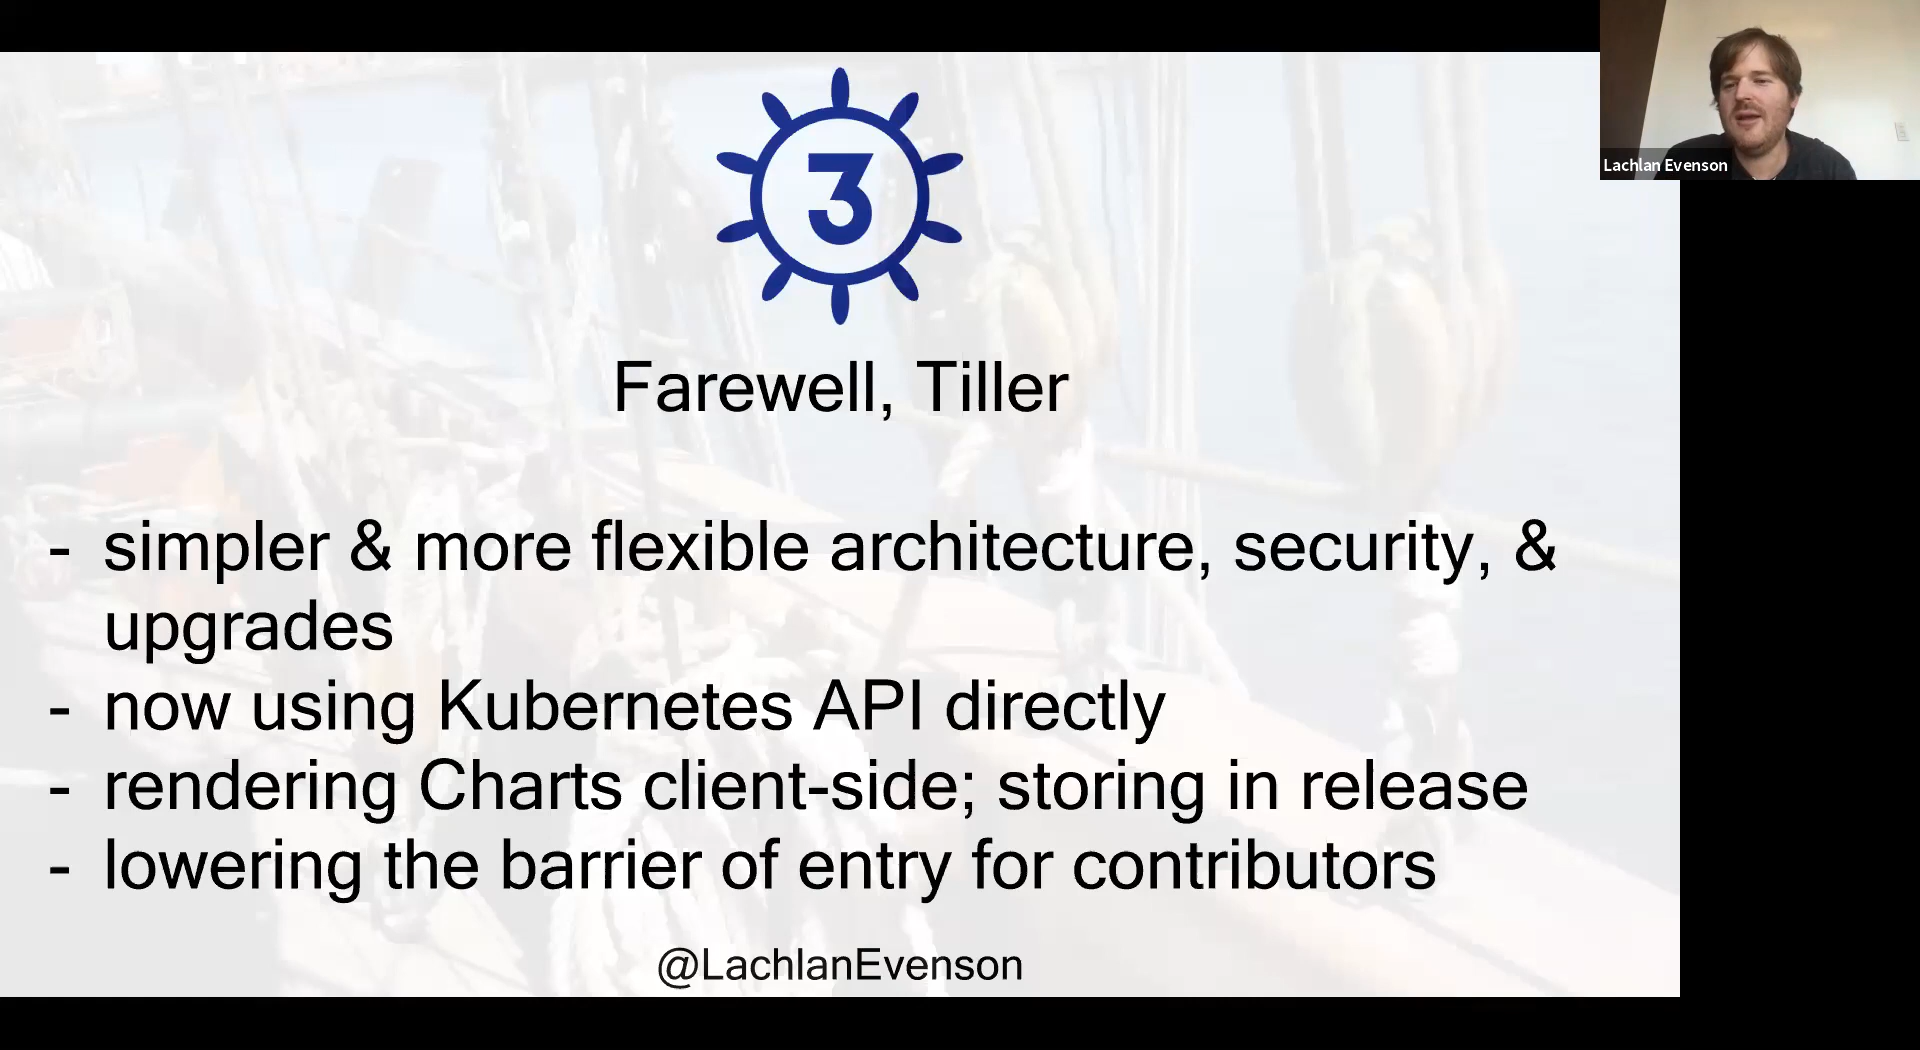 Lachlan Evenson
3
Farewell, Tiller
- simpler & more flexible architecture, security, &
upgrades
- now using Kubernetes API directly
- rendering Charts client-side; storing in release
- lowering the barrier of entry for contributors
@LachlanEvenson